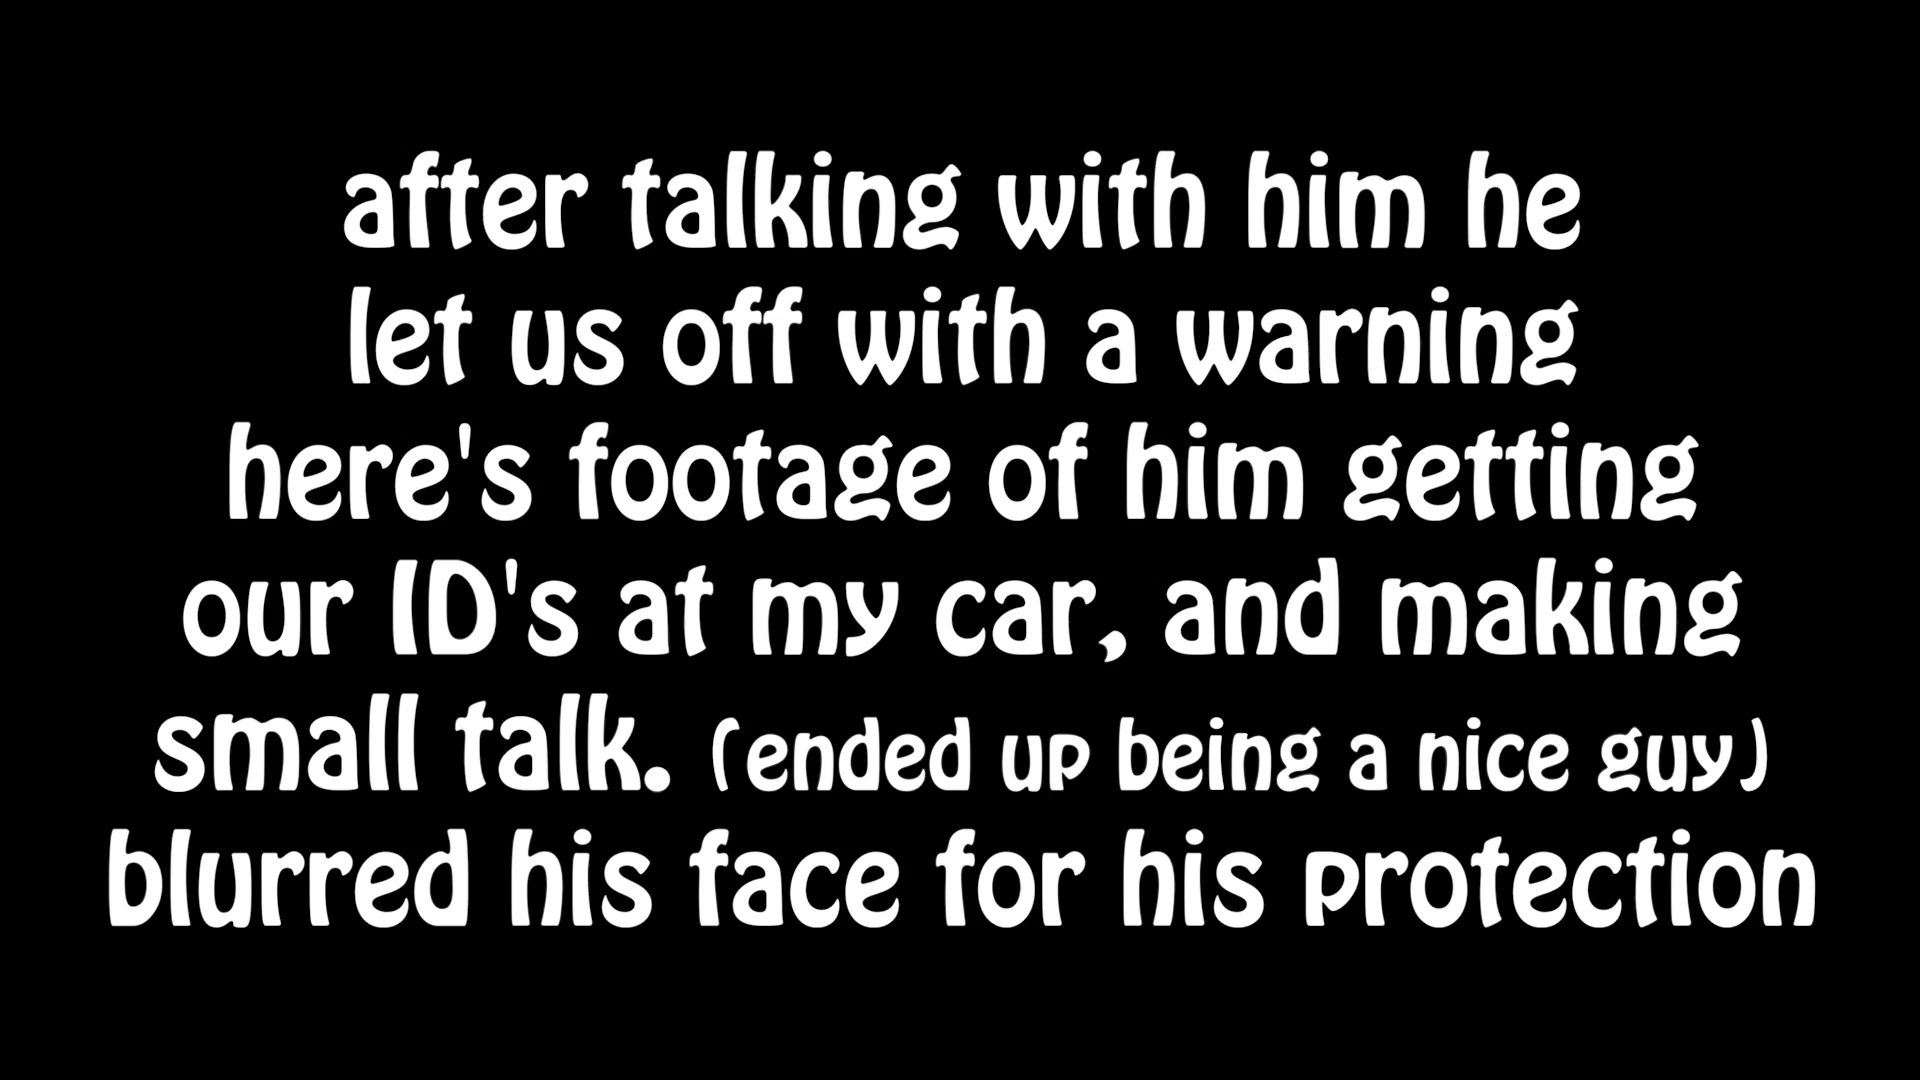 after talking with him he
let us off with a warning
here's footage of him getting
our ID's at my car, and making
small talk. (ended up being a nice guy)
blurred his face for his protection